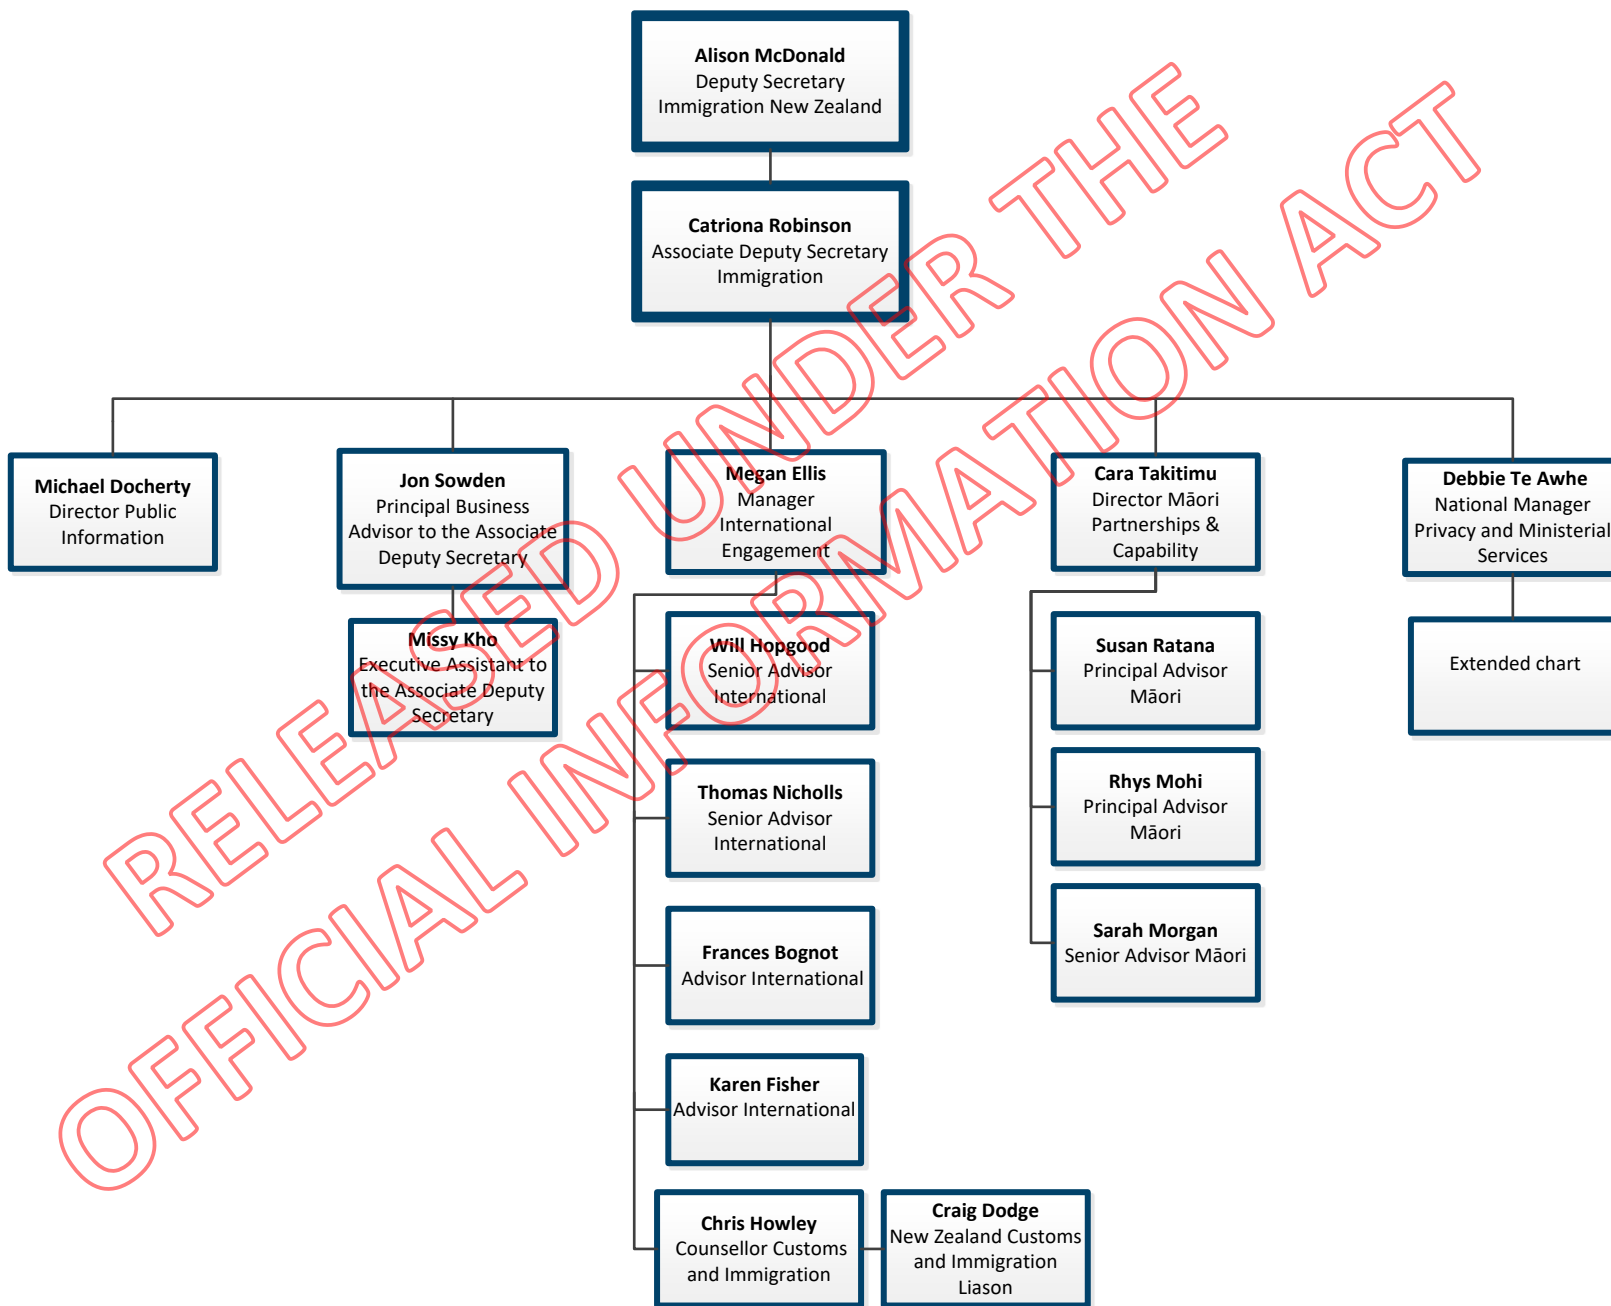 Alison McDonald
Deputy Secretary
Immigration New Zealand
Catriona Robinson
Associate Deputy Secretary
Immigration
Michael Docherty
Director Public
Information
Jon Sowden
Principal Business
Advisor to the Associate
Deputy Secretary
Missy Kho
Executive Assistant to
the Associate Deputy
Secretary
Megan Ellis
Manager
International
Engagement
Will Hopgood
Senior Advisor
International
Thomas Nicholls
Senior Advisor
International
Frances Bognot
Advisor International
Karen Fisher
Advisor International
Chris Howley
Counsellor Customs
and Immigration
Craig Dodge
New Zealand Customs
and Immigration
Liason
Cara Takitimu
Director Māori
Partnerships &
Capability
Susan Ratana
Principal Advisor
Māori
Rhys Mohi
Principal Advisor
Māori
Sarah Morgan
Senior Advisor Māori
Debbie Te Awhe
National Manager
Privacy and Ministerial
Services
Extended chart
RELEASED UNDER THE
OFFICIAL INFORMATION ACT